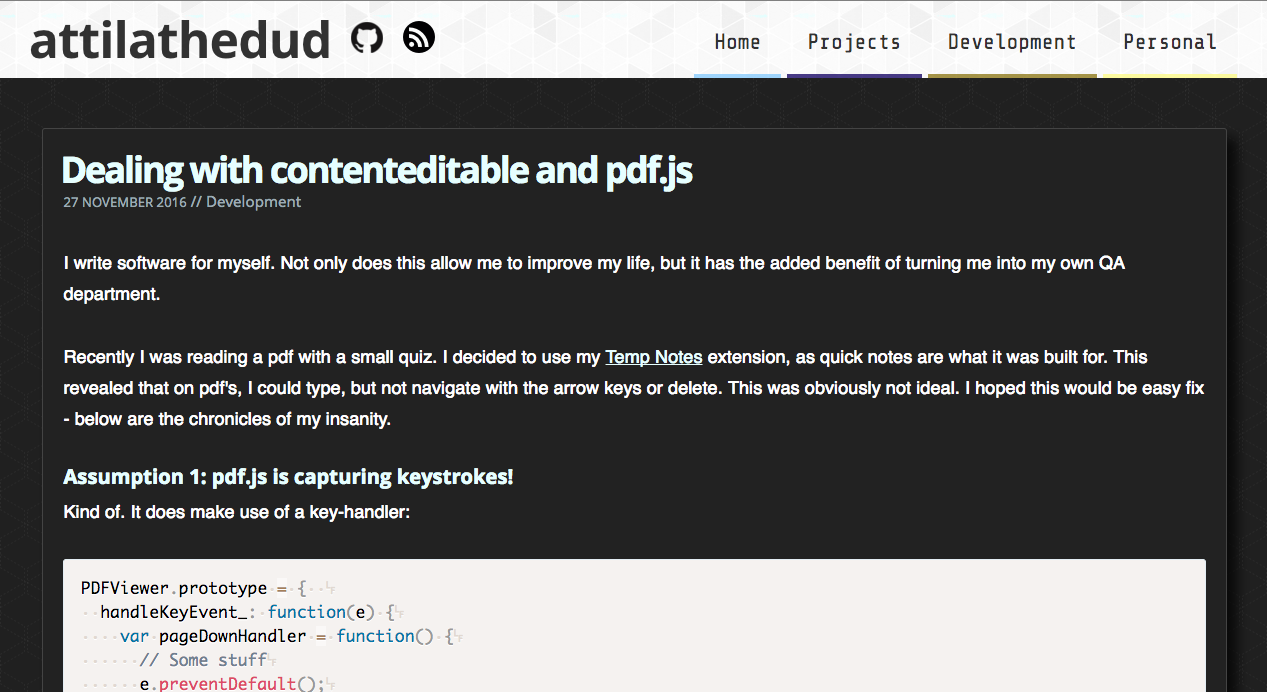 attilathedud
Home Projects Development Personal
Dealing with contenteditable and pdf.js
27 NOVEMBER 2016 // Development
I write software for myself. Not only does this allow me to improve my life, but it has the added benefit of turning me into my own QA
department.
Recently I was reading a pdf with a small quiz. I decided to use my Temp Notes extension, as quick notes are what it was built for. This
revealed that on pdf's, I could type, but not navigate with the arrow keys or delete. This was obviously not ideal. I hoped this would be easy fix
- below are the chronicles of my insanity.
Assumption 1: pdf.js is capturing keystrokes!
Kind of. It does make use of a key-handler:
PDFViewer.prototype = {
handleKeyEvent_: function(e) {
var pageDownHandler = function() {
// Some stuff
e.preventDefault();